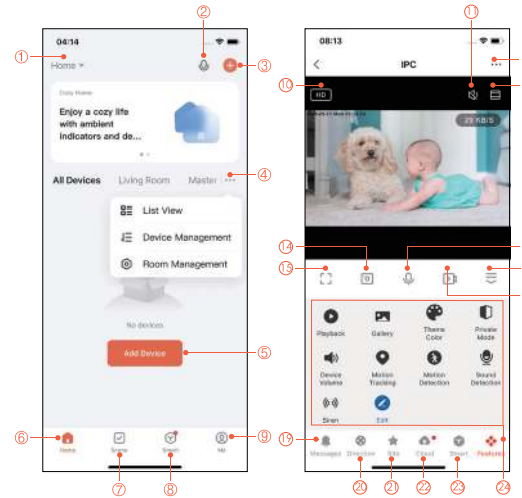 ②
⑪
04:14
08:13
① Home
③
IPC
⑩ HD
Cozy Home
Enjoy a cozy life
with ambient
indicators and de...
KB/S
All Devices Living Room Master ④
List View
Device Management
Room Management
⑭
⑮
No devices
Add Device ⑤
Playback Gallery Theme Color Private Mode
Device Volume Motion Tracking Motion Detection Sound Detection
Siren Edit
⑥ ⑨
Home Scene Smart Me
⑦ ⑧
⑲
Messages Direction Site Cloud Smart Features
⑳ ㉑ ㉒ ㉓ ㉔